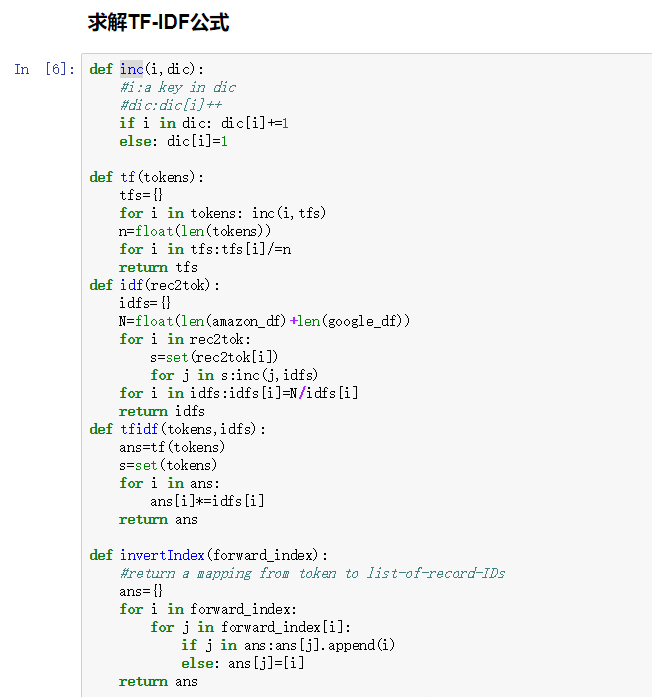 求解TF-IDF公式
In [6]:
def inc(i,dic):
    #i:a key in dic
    #dic:dic[i]++
    if i in dic: dic[i]+=1
    else: dic[i]=1

def tf(tokens):
    tfs={}
    for i in tokens: inc(i,tfs)
    n=float(len(tokens))
    for i in tfs:tfs[i]/=n
    return tfs
def idf(rec2tok):
    idfs={}
    N=float(len(amazon_df)+len(google_df))
    for i in rec2tok:
        s=set(rec2tok[i])
        for j in s:inc(j,idfs)
    for i in idfs:idfs[i]=N/idfs[i]
    return idfs
def tfidf(tokens,idfs):
    ans=tf(tokens)
    s=set(tokens)
    for i in ans:
        ans[i]*=idfs[i]
    return ans

def invertIndex(forward_index):
    #return a mapping from token to list-of-record-IDs
    ans={}
    for i in forward_index:
        for j in forward_index[i]:
            if j in ans:ans[j].append(i)
            else: ans[j]=[i]
    return ans